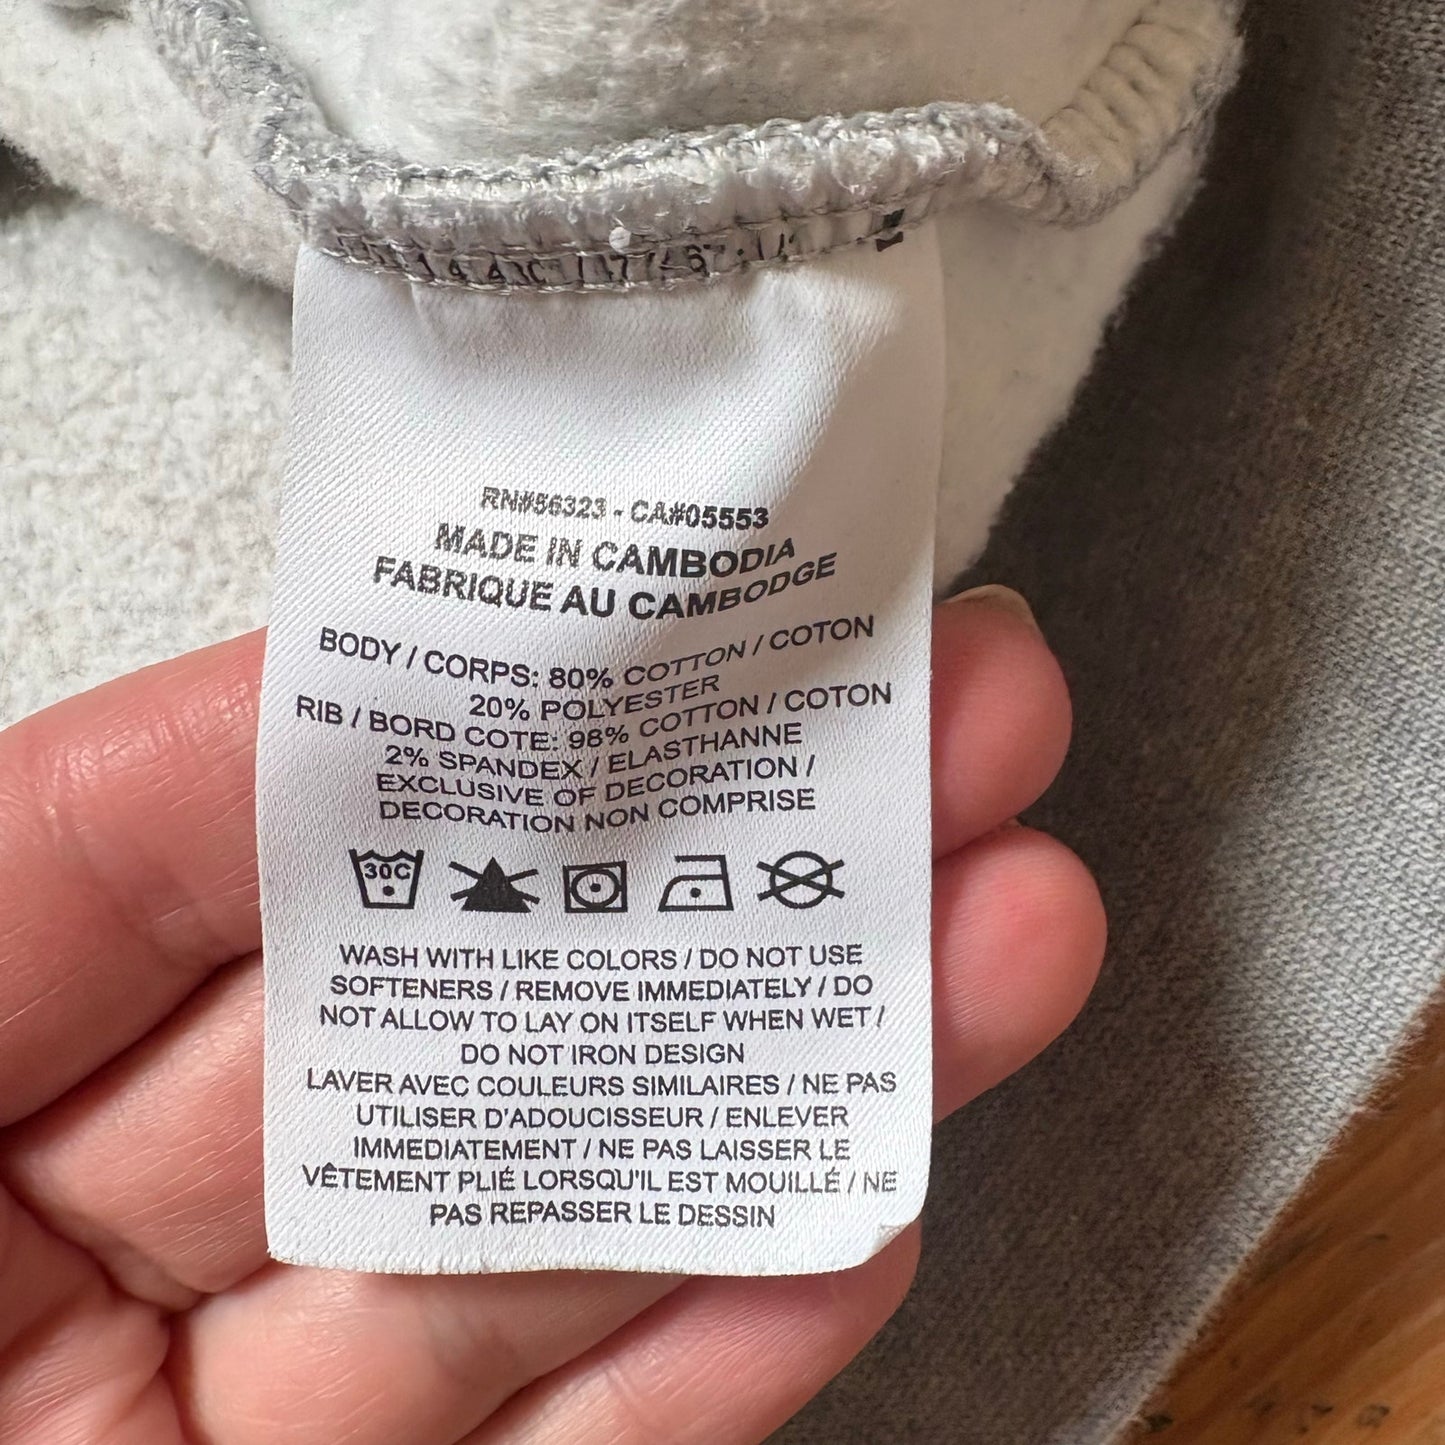 RN#56323 - CA#05553
MADE IN CAMBODIA
FABRIQUE AU CAMBODGE
BODY / CORPS: 80% COTTON / COTON
20% POLYESTER
RIB / BORD COTE: 98% COTTON / COTON
2% SPANDEX / ELASTHANNE
EXCLUSIVE OF DECORATION /
DECORATION NON COMPRISE
30C
WASH WITH LIKE COLORS / DO NOT USE
SOFTENERS / REMOVE IMMEDIATELY / DO
NOT ALLOW TO LAY ON ITSELF WHEN WET /
DO NOT IRON DESIGN
LAVER AVEC COULEURS SIMILAIRES / NE PAS
UTILISER D'ADOUCISSEUR / ENLEVER
IMMEDIATEMENT / NE PAS LAISSER LE
VÊTEMENT PLIÉ LORSQU'IL EST MOUILLÉ / NE
PAS REPASSER LE DESSIN